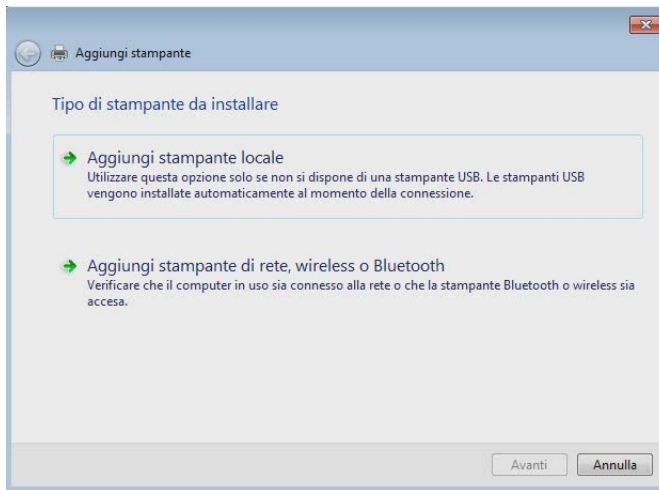 Aggiungi stampante
Tipo di stampante da installare
Aggiungi stampante locale
Utilizzare questa opzione solo se non si dispone di una stampante USB. Le stampanti USB
vengono installate automaticamente al momento della connessione.
Aggiungi stampante di rete, wireless o Bluetooth
Verificare che il computer in uso sia connesso alla rete o che la stampante Bluetooth o wireless sia
accesa.
Avanti
Annulla